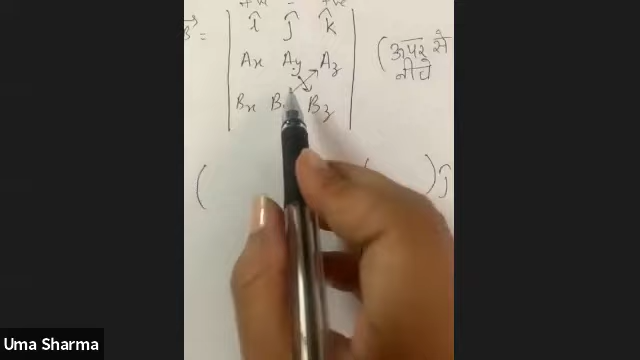 +ve - +ve
B⃗ = | î ĵ k̂ |
Ax Ay Az
Bx B Bz
(ऊपर से
नीचे
( ( ) ĵ
Uma Sharma